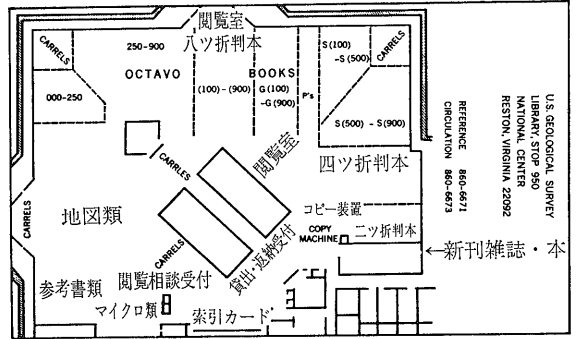 閲覧室
八ツ折判本
CARRELS
250-900
OCTAVO
BOOKS
000-250
(100)-(900)
G(100)
-G(900)
P's
S(100)
-S(500)
CARRELS
S(500) - S(900)
四ツ折判本
CARRLES
閲覧室
地図類
CARRELS
CARRELS
貸出・返納受付
コピー装置
COPY
MACHINE
二ツ折判本
←新刊雑誌・本
参考書類
閲覧相談受付
マイクロ類
索引カード
U.S. GEOLOGICAL SURVEY
LIBRARY, STOP 950
NATIONAL CENTER
RESTON, VIRGINIA 22092
REFERENCE 860-6671
CIRCULATION 860-6673